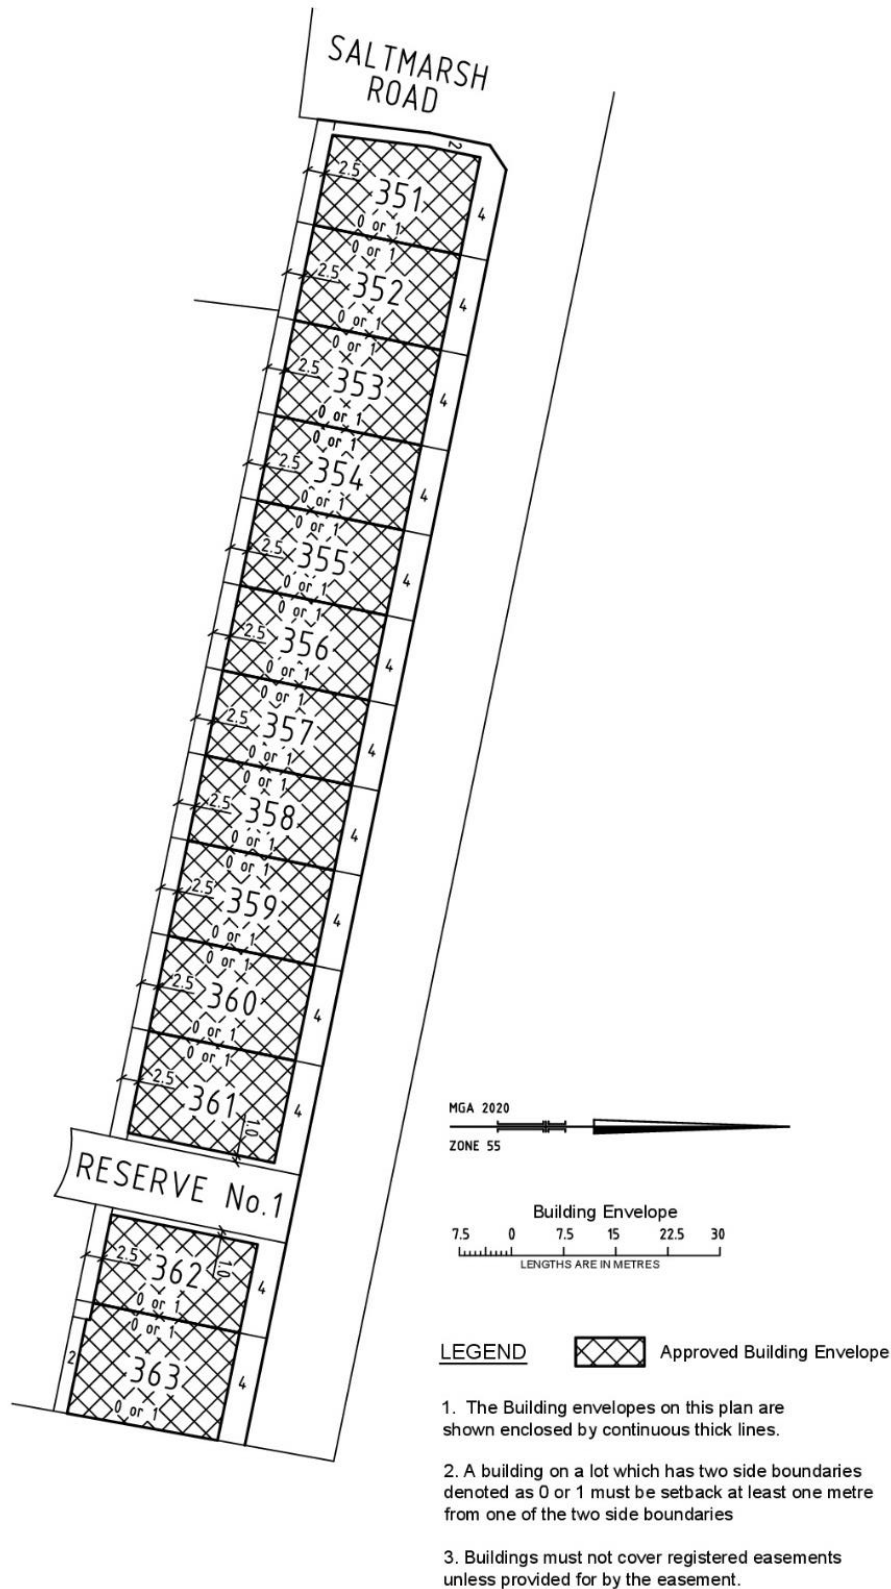 SALTMARSH
ROAD
2
2.5
351
4
0 or 1
0 or 1
2.5
352
4
0 or 1
0 or 1
2.5
353
4
0 or 1
0 or 1
2.5
354
4
0 or 1
0 or 1
2.5
355
4
0 or 1
0 or 1
2.5
356
4
0 or 1
0 or 1
2.5
357
4
0 or 1
0 or 1
2.5
358
4
0 or 1
0 or 1
2.5
359
4
0 or 1
0 or 1
2.5
360
4
0 or 1
0 or 1
2.5
361
1.0
4
RESERVE No.1
2.5
362
1.0
4
0 or 1
0 or 1
2
363
4
0 or 1
MGA 2020
ZONE 55
Building Envelope
7.5 0 7.5 15 22.5 30
LENGTHS ARE IN METRES
LEGEND
Approved Building Envelope
1. The Building envelopes on this plan are
shown enclosed by continuous thick lines.
2. A building on a lot which has two side boundaries
denoted as 0 or 1 must be setback at least one metre
from one of the two side boundaries
3. Buildings must not cover registered easements
unless provided for by the easement.